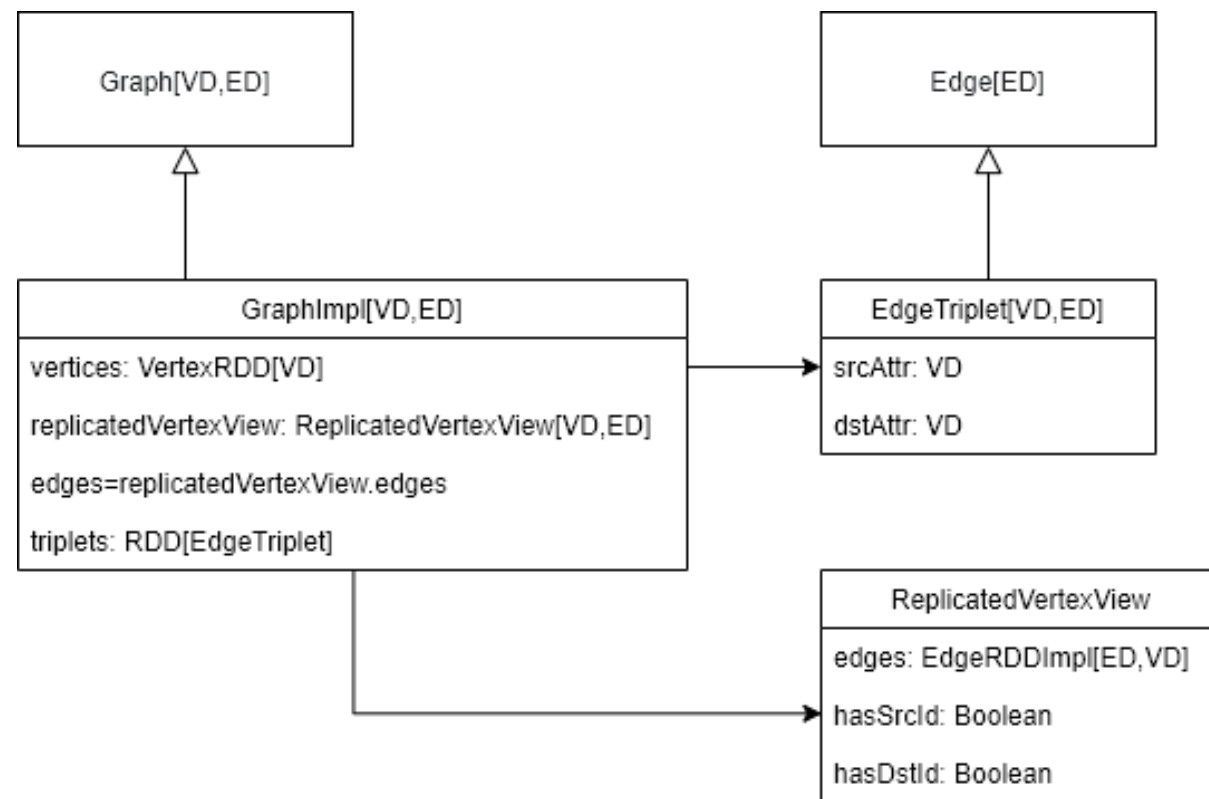 Graph[VD,ED]
Edge[ED]
GraphImpl[VD,ED]
vertices: VertexRDD[VD]
replicatedVertexView: ReplicatedVertexView[VD,ED]
edges=replicatedVertexView.edges
triplets: RDD[EdgeTriplet]
EdgeTriplet[VD,ED]
srcAttr: VD
dstAttr: VD
ReplicatedVertexView
edges: EdgeRDDImpl[ED,VD]
hasSrcId: Boolean
hasDstId: Boolean